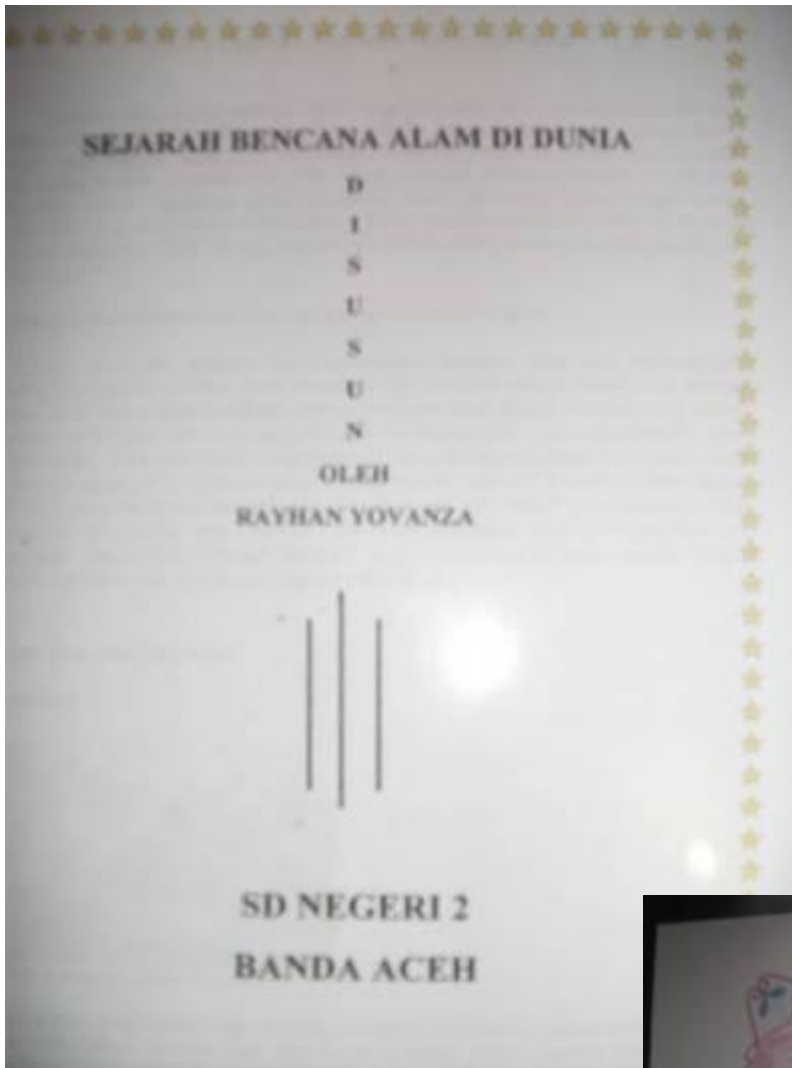 SEJARAH BENCANA ALAM DI DUNIA
D
I
S
U
S
U
N
OLEH
RAYHAN YOVANZA
SD NEGERI 2
BANDA ACEH